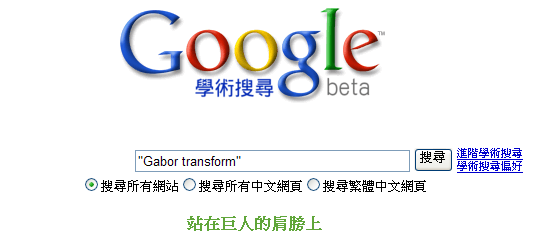 Google™
學術搜尋 beta
"Gabor transform" 搜尋 進階學術搜尋
學術搜尋偏好
搜尋所有網站 搜尋所有中文網頁 搜尋繁體中文網頁
站在巨人的肩膀上